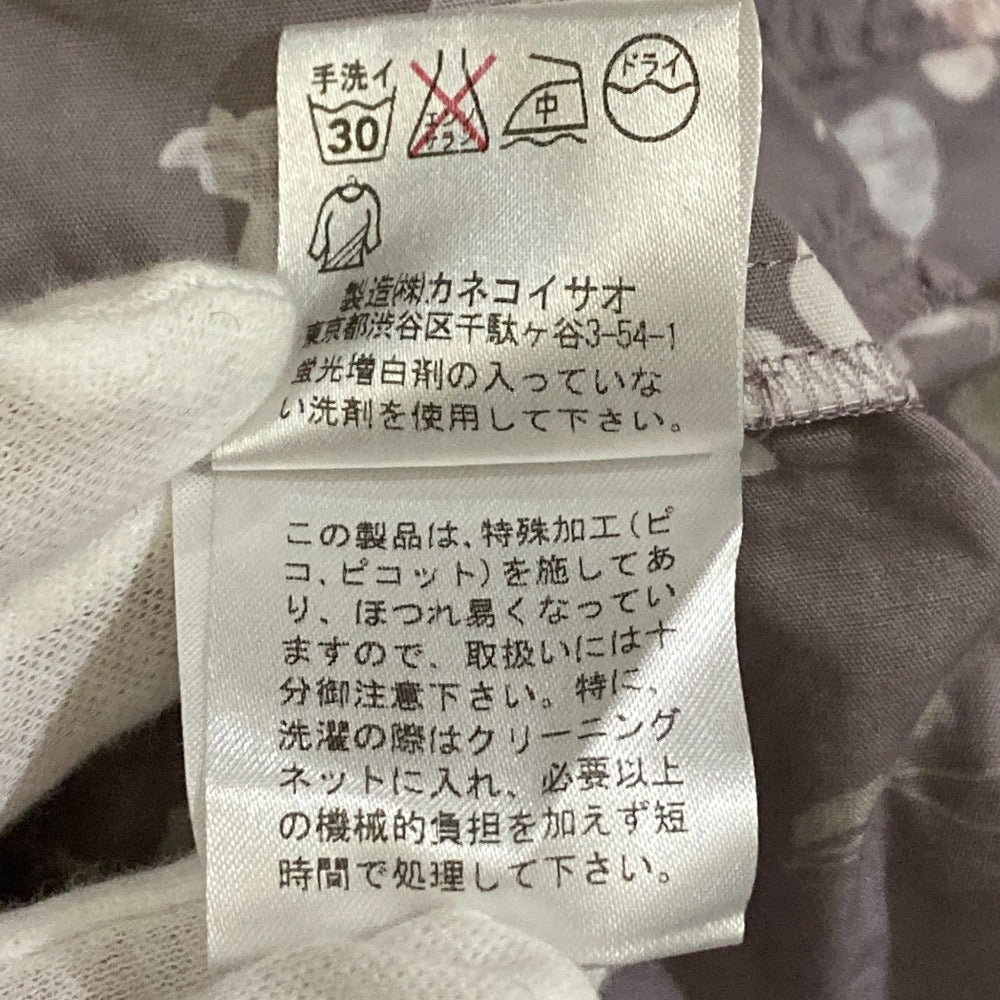 手洗イ
30
エンソ
チラン
中
ドライ
製造㈱カネコイサオ
東京都渋谷区千駄ヶ谷3-54-1
蛍光増白剤の入っていな
い洗剤を使用して下さい。
この製品は、特殊加工(ピ
コ、ピコット)を施してあ
り、ほつれ易くなってい
ますので、取扱いには十
分御注意下さい。特に、
洗濯の際はクリーニング
ネットに入れ、必要以上
の機械的負担を加えず短
時間で処理して下さい。